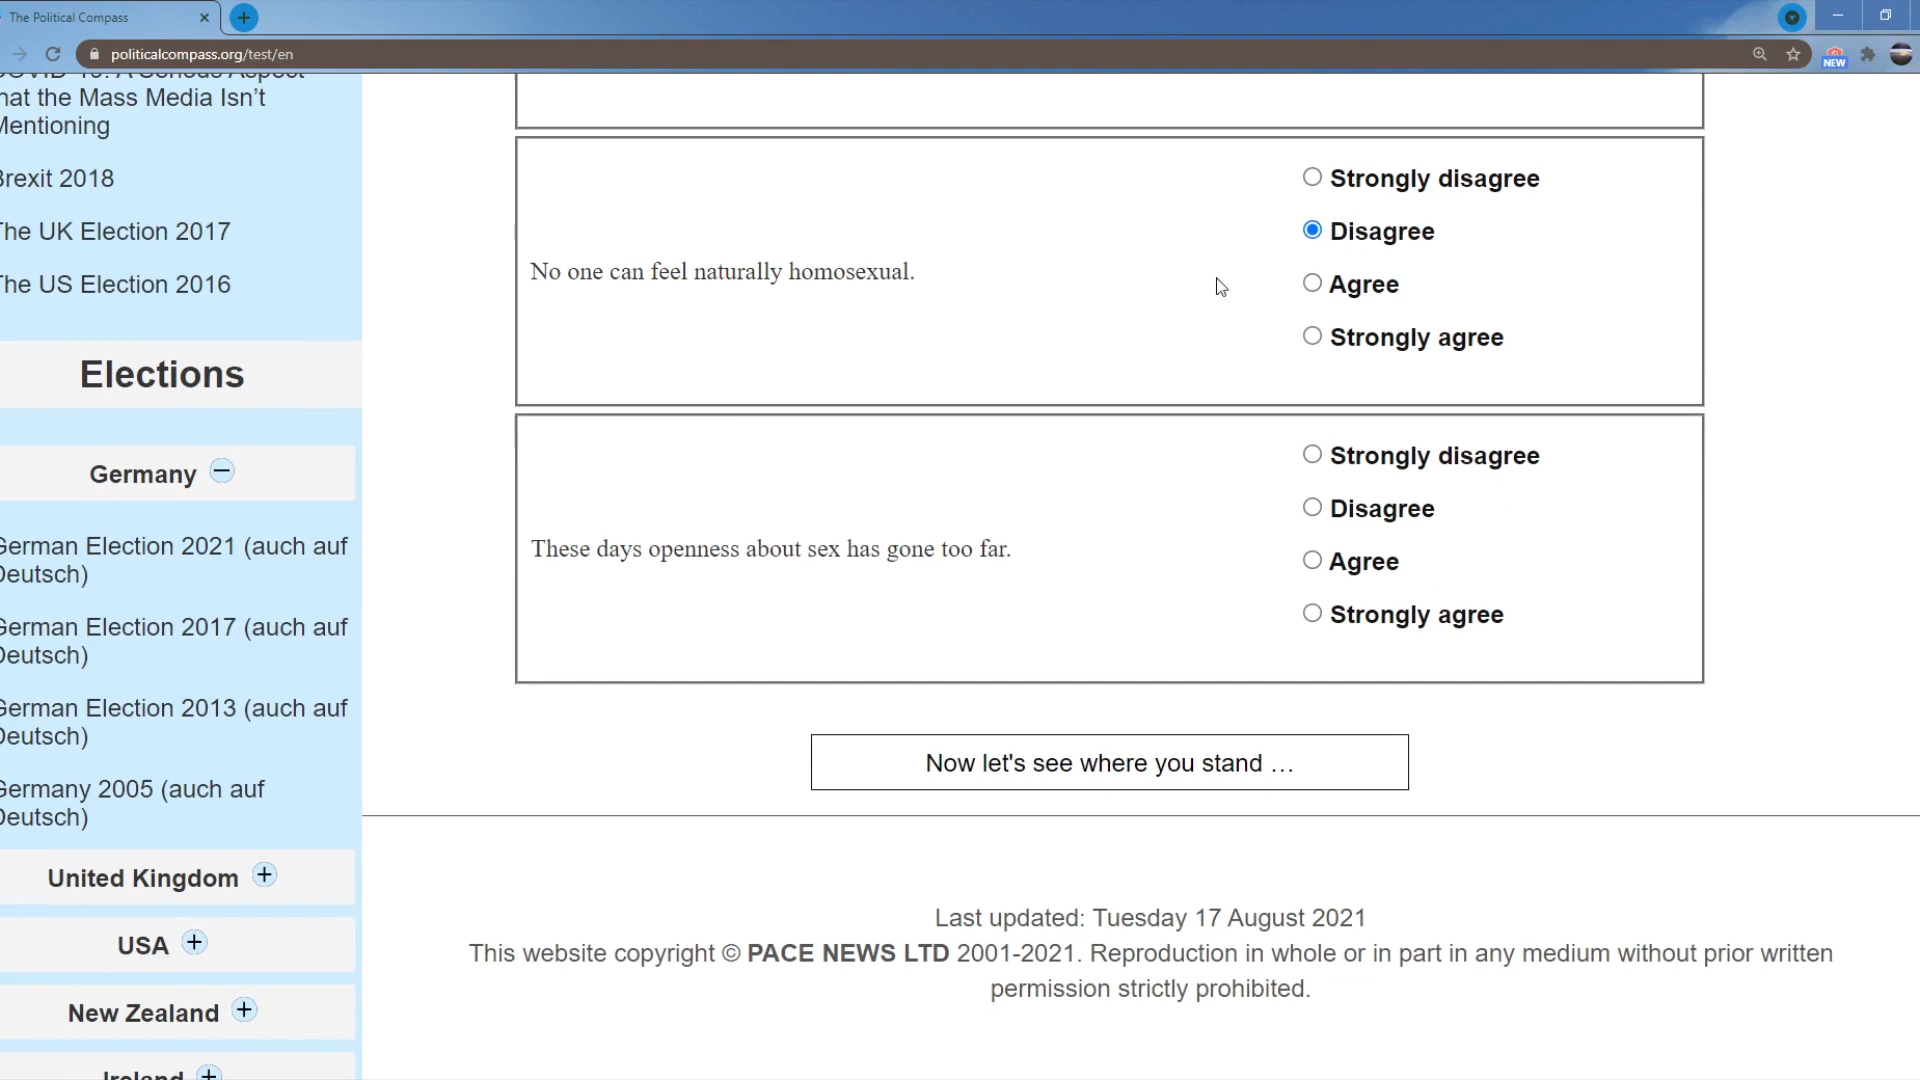 The Political Compass
politicalcompass.org/test/en
NEW
hat the Mass Media Isn't
Mentioning
Brexit 2018
The UK Election 2017
The US Election 2016
Elections
Germany
German Election 2021 (auch auf
Deutsch)
German Election 2017 (auch auf
Deutsch)
German Election 2013 (auch auf
Deutsch)
Germany 2005 (auch auf
Deutsch)
United Kingdom
USA
New Zealand
Ireland
No one can feel naturally homosexual.
Strongly disagree
Disagree
Agree
Strongly agree
These days openness about sex has gone too far.
Strongly disagree
Disagree
Agree
Strongly agree
Now let's see where you stand …
Last updated: Tuesday 17 August 2021
This website copyright © PACE NEWS LTD 2001-2021. Reproduction in whole or in part in any medium without prior written
permission strictly prohibited.